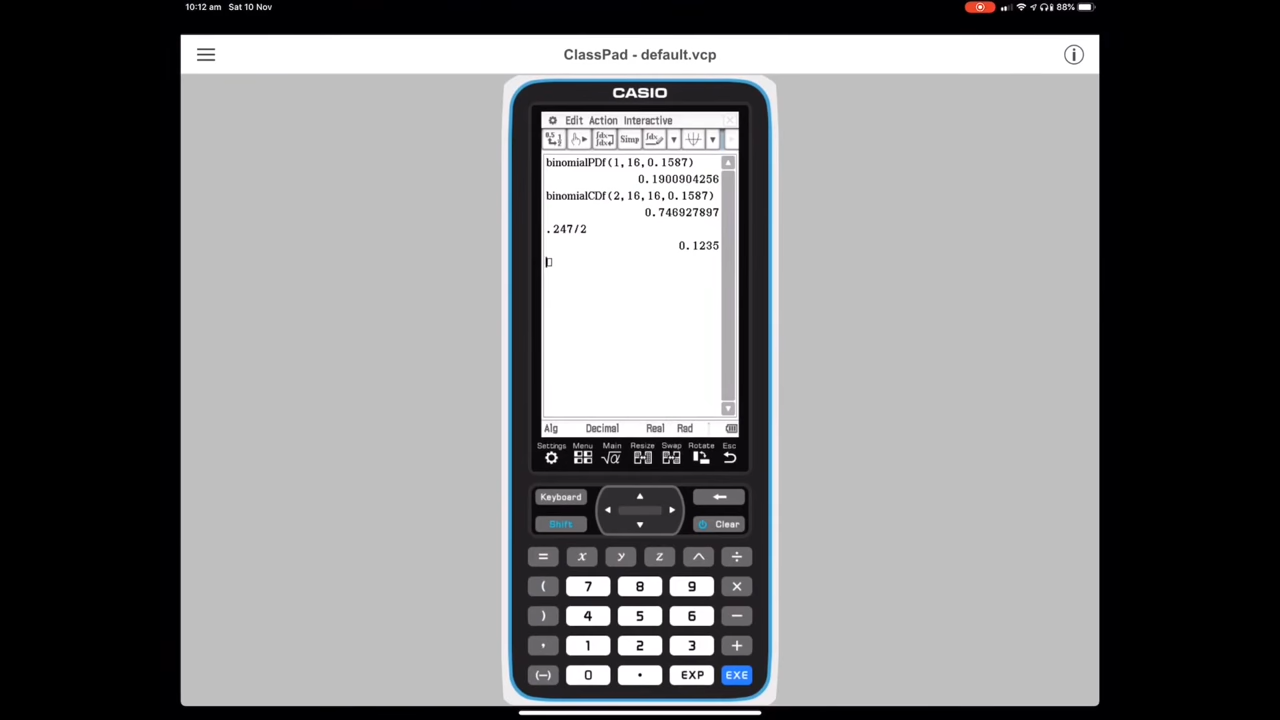 10:12 am Sat 10 Nov 88%
ClassPad - default.vcp
CASIO
Edit Action Interactive
Simp
binomialPDf(1,16,0.1587)
0.1900904256
binomialCDf(2,16,16,0.1587)
0.746927897
.247/2
0.1235
Alg Decimal Real Rad
Settings Menu Main Resize Swap Rotate Esc
Keyboard
Shift Clear
= x y z ^ ÷
( 7 8 9 ×
) 4 5 6 −
, 1 2 3 +
(−) 0 . EXP EXE